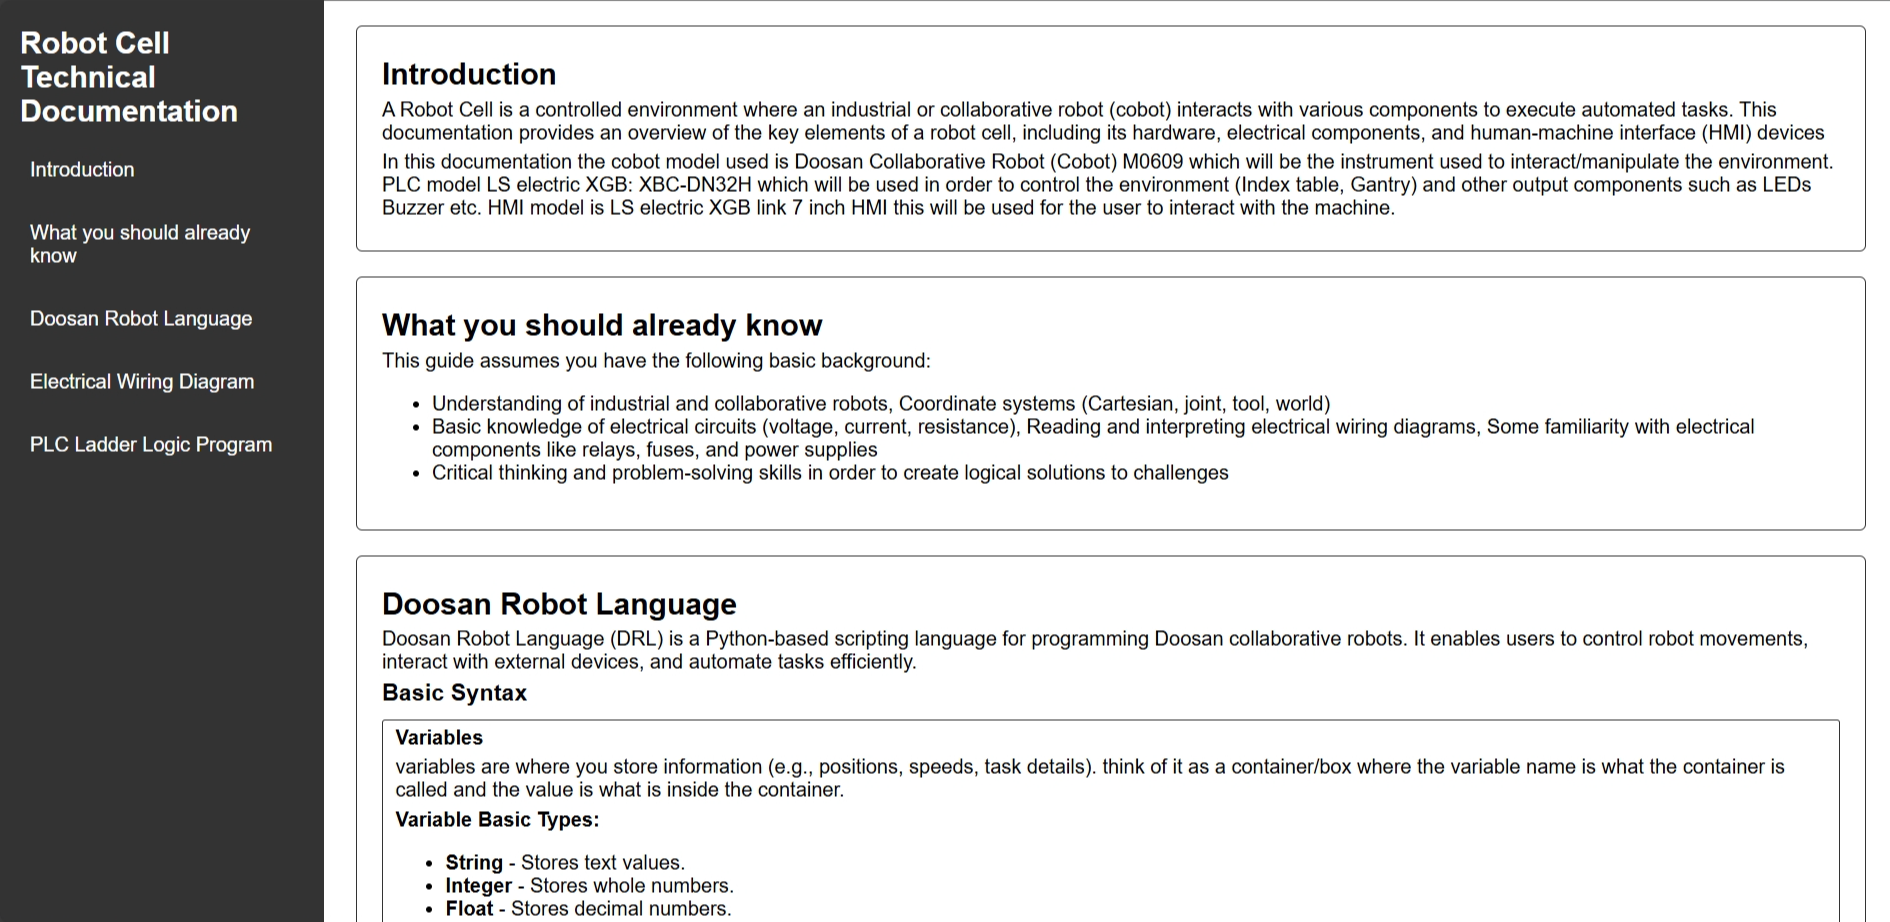 Robot Cell
Technical
Documentation
Introduction
What you should already
know
Doosan Robot Language
Electrical Wiring Diagram
PLC Ladder Logic Program
Introduction
A Robot Cell is a controlled environment where an industrial or collaborative robot (cobot) interacts with various components to execute automated tasks. This
documentation provides an overview of the key elements of a robot cell, including its hardware, electrical components, and human-machine interface (HMI) devices
In this documentation the cobot model used is Doosan Collaborative Robot (Cobot) M0609 which will be the instrument used to interact/manipulate the environment.
PLC model LS electric XGB: XBC-DN32H which will be used in order to control the environment (Index table, Gantry) and other output components such as LEDs
Buzzer etc. HMI model is LS electric XGB link 7 inch HMI this will be used for the user to interact with the machine.
What you should already know
This guide assumes you have the following basic background:
• Understanding of industrial and collaborative robots, Coordinate systems (Cartesian, joint, tool, world)
• Basic knowledge of electrical circuits (voltage, current, resistance), Reading and interpreting electrical wiring diagrams, Some familiarity with electrical
components like relays, fuses, and power supplies
• Critical thinking and problem-solving skills in order to create logical solutions to challenges
Doosan Robot Language
Doosan Robot Language (DRL) is a Python-based scripting language for programming Doosan collaborative robots. It enables users to control robot movements,
interact with external devices, and automate tasks efficiently.
Basic Syntax
Variables
variables are where you store information (e.g., positions, speeds, task details). think of it as a container/box where the variable name is what the container is
called and the value is what is inside the container.
Variable Basic Types:
• String - Stores text values.
• Integer - Stores whole numbers.
• Float - Stores decimal numbers.